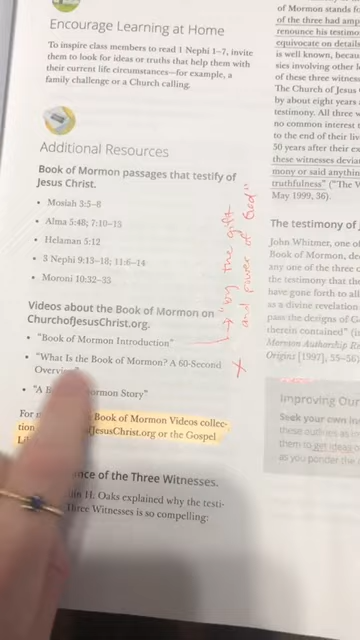 Encourage Learning at Home
To inspire class members to read 1 Nephi 1–7, invite
them to look for ideas or truths that help them with
their current life circumstances—for example, a
family challenge or a Church calling.
Additional Resources
Book of Mormon passages that testify of
Jesus Christ.
• Mosiah 3:5–8
• Alma 5:48; 7:10–13
• Helaman 5:12
• 3 Nephi 9:13–18; 11:6–14
• Moroni 10:32–33
Videos about the Book of Mormon on
ChurchofJesusChrist.org.
• “Book of Mormon Introduction”
• “What Is the Book of Mormon? A 60-Second
• “A Mormon Story”
For Book of Mormon Videos collec-
tion JesusChrist.org or the Gospel
nce of the Three Witnesses.
H. Oaks explained why the testi-
Three Witnesses is so compelling:
"by the gift
and power of God"
of Mormon stands f
of the three had amp
renounce his testimo
equivocate on details
is well known, becau
sies involving other l
of these three witnes
The Church of Jesus
by about eight years
testimony. All three w
no common interest
to the end of their liv
50 years after their ex
these witnesses devia
mony or said anything
truthfulness” (“The W
May 1999, 36).
The testimony of J
John Whitmer, one of
Book of Mormon, de
any one of the three
the testimony that the
have gone forth to all
as a divine revelation
pass the designs of G
therein contained” (i
Mormon Authorship Re
Origins [1997], 55–56)
Improving Our
Seek your own ins
these outlines as in
them to get ideas o
as you ponder the